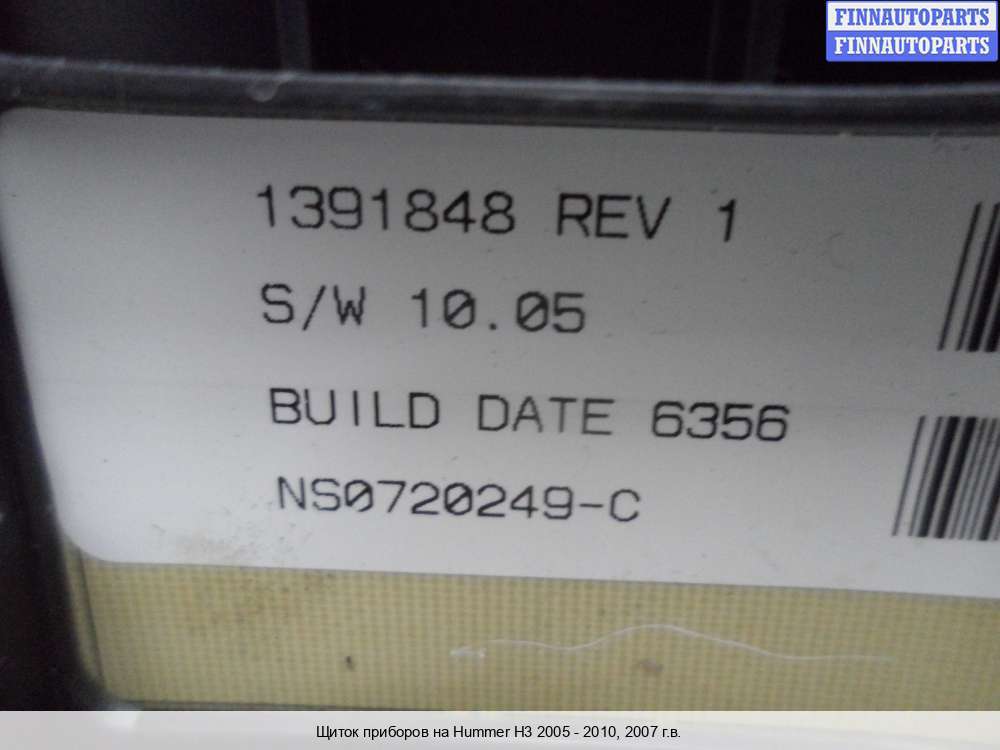 FINNAUTOPARTS
FINNAUTOPARTS
1391848 REV 1
S/W 10.05
BUILD DATE 6356
NS0720249-C
Щиток приборов на Hummer H3 2005 - 2010, 2007 г.в.